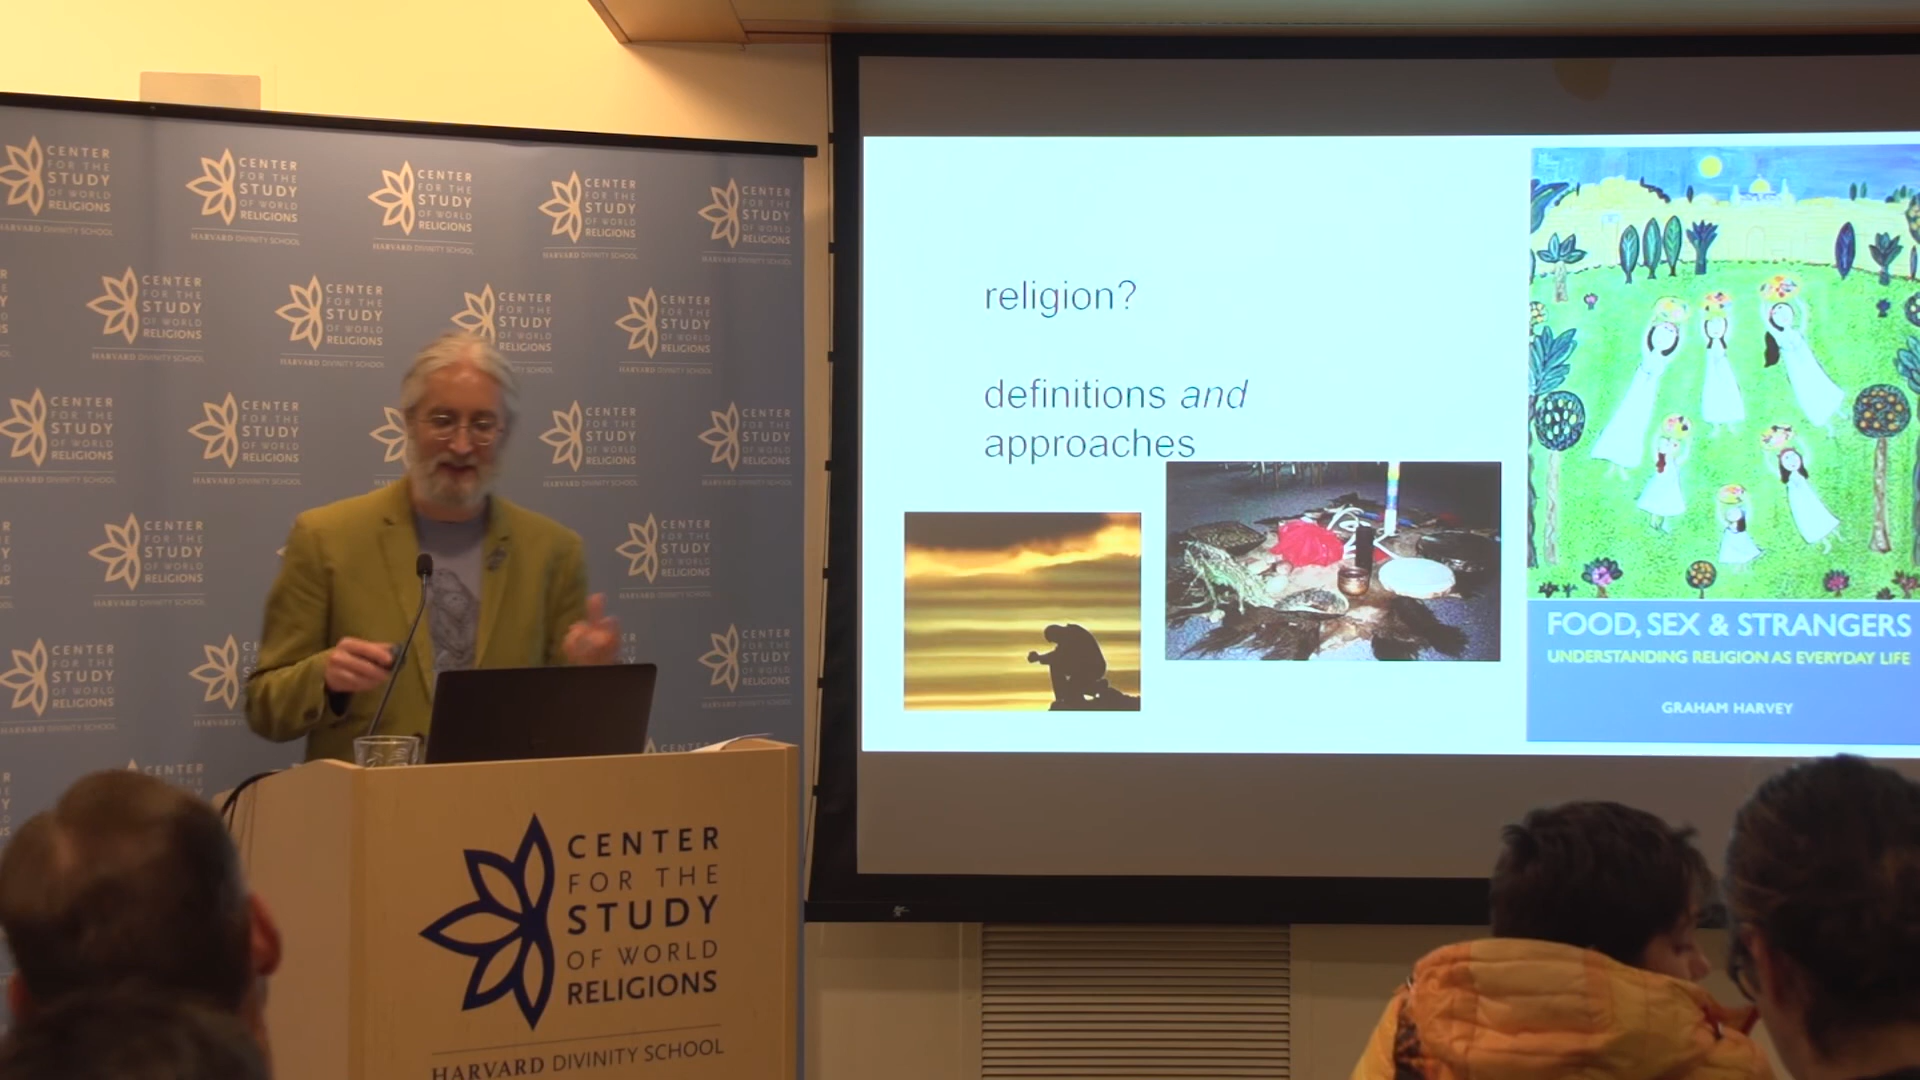 CENTER
FOR THE
STUDY
OF WORLD
RELIGIONS
HARVARD DIVINITY SCHOOL
religion?
definitions and
approaches
FOOD, SEX & STRANGERS
UNDERSTANDING RELIGION AS EVERYDAY LIFE
GRAHAM HARVEY
CENTER
FOR THE
STUDY
OF WORLD
RELIGIONS
HARVARD DIVINITY SCHOOL